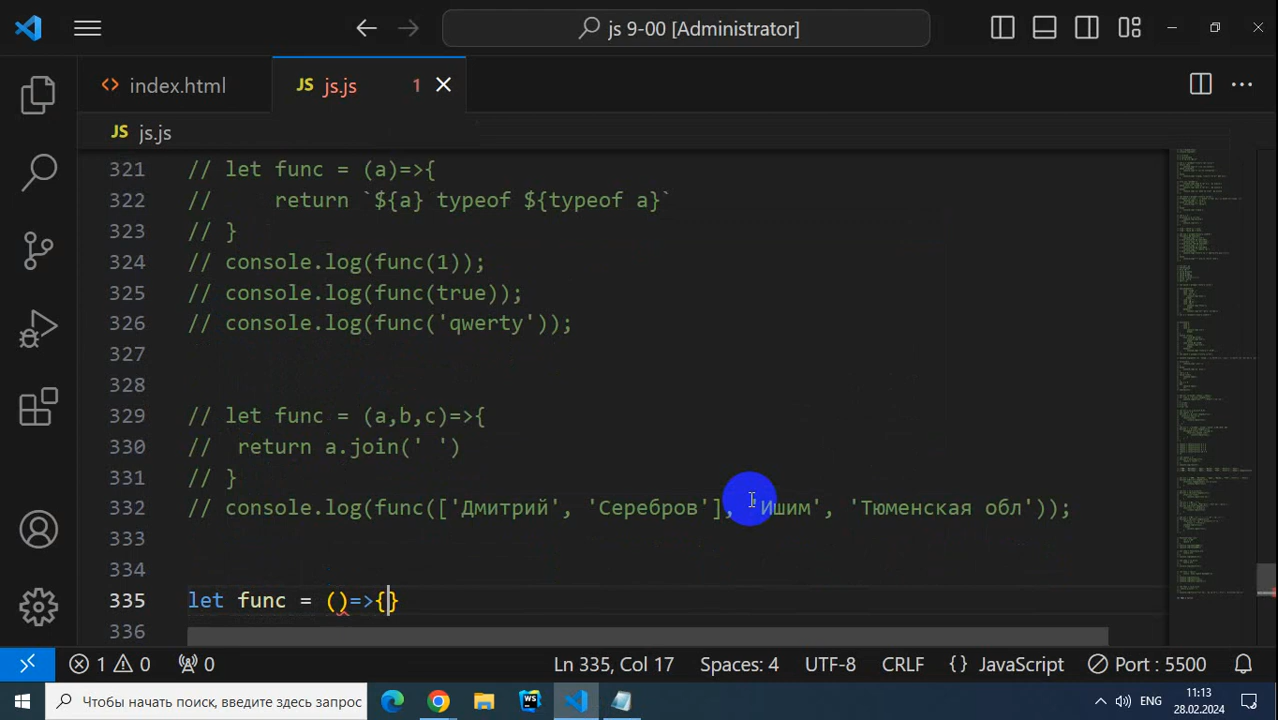 js 9-00 [Administrator]
index.html
JS js.js 1
JS js.js
321 // let func = (a)=>{
322 //     return `${a} typeof ${typeof a}`
323 // }
324 // console.log(func(1));
325 // console.log(func(true));
326 // console.log(func('qwerty'));
327
328
329 // let func = (a,b,c)=>{
330 //  return a.join(' ')
331 // }
332 // console.log(func(['Дмитрий', 'Серебров'], 'Ишим', 'Тюменская обл'));
333
334
335 let func = ()=>{}
336
1 0 0 Ln 335, Col 17 Spaces: 4 UTF-8 CRLF {} JavaScript Port : 5500
Чтобы начать поиск, введите здесь запрос WS ENG 11:13
28.02.2024